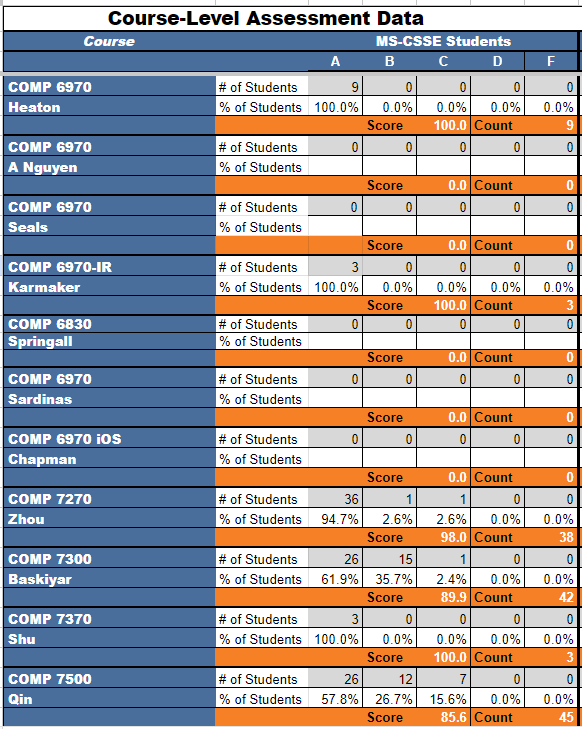 Course-Level Assessment Data
Course MS-CSSE Students
A B C D F
COMP 6970 # of Students 9 0 0 0 0
Heaton % of Students 100.0% 0.0% 0.0% 0.0% 0.0%
Score 100.0 Count 9
COMP 6970 # of Students 0 0 0 0 0
A Nguyen % of Students
Score 0.0 Count 0
COMP 6970 # of Students 0 0 0 0 0
Seals % of Students
Score 0.0 Count 0
COMP 6970-IR # of Students 3 0 0 0 0
Karmaker % of Students 100.0% 0.0% 0.0% 0.0% 0.0%
Score 100.0 Count 3
COMP 6830 # of Students 0 0 0 0 0
Springall % of Students
Score 0.0 Count 0
COMP 6970 # of Students 0 0 0 0 0
Sardinas % of Students
Score 0.0 Count 0
COMP 6970 iOS # of Students 0 0 0 0 0
Chapman % of Students
Score 0.0 Count 0
COMP 7270 # of Students 36 1 1 0 0
Zhou % of Students 94.7% 2.6% 2.6% 0.0% 0.0%
Score 98.0 Count 38
COMP 7300 # of Students 26 15 1 0 0
Baskiyar % of Students 61.9% 35.7% 2.4% 0.0% 0.0%
Score 89.9 Count 42
COMP 7370 # of Students 3 0 0 0 0
Shu % of Students 100.0% 0.0% 0.0% 0.0% 0.0%
Score 100.0 Count 3
COMP 7500 # of Students 26 12 7 0 0
Qin % of Students 57.8% 26.7% 15.6% 0.0% 0.0%
Score 85.6 Count 45